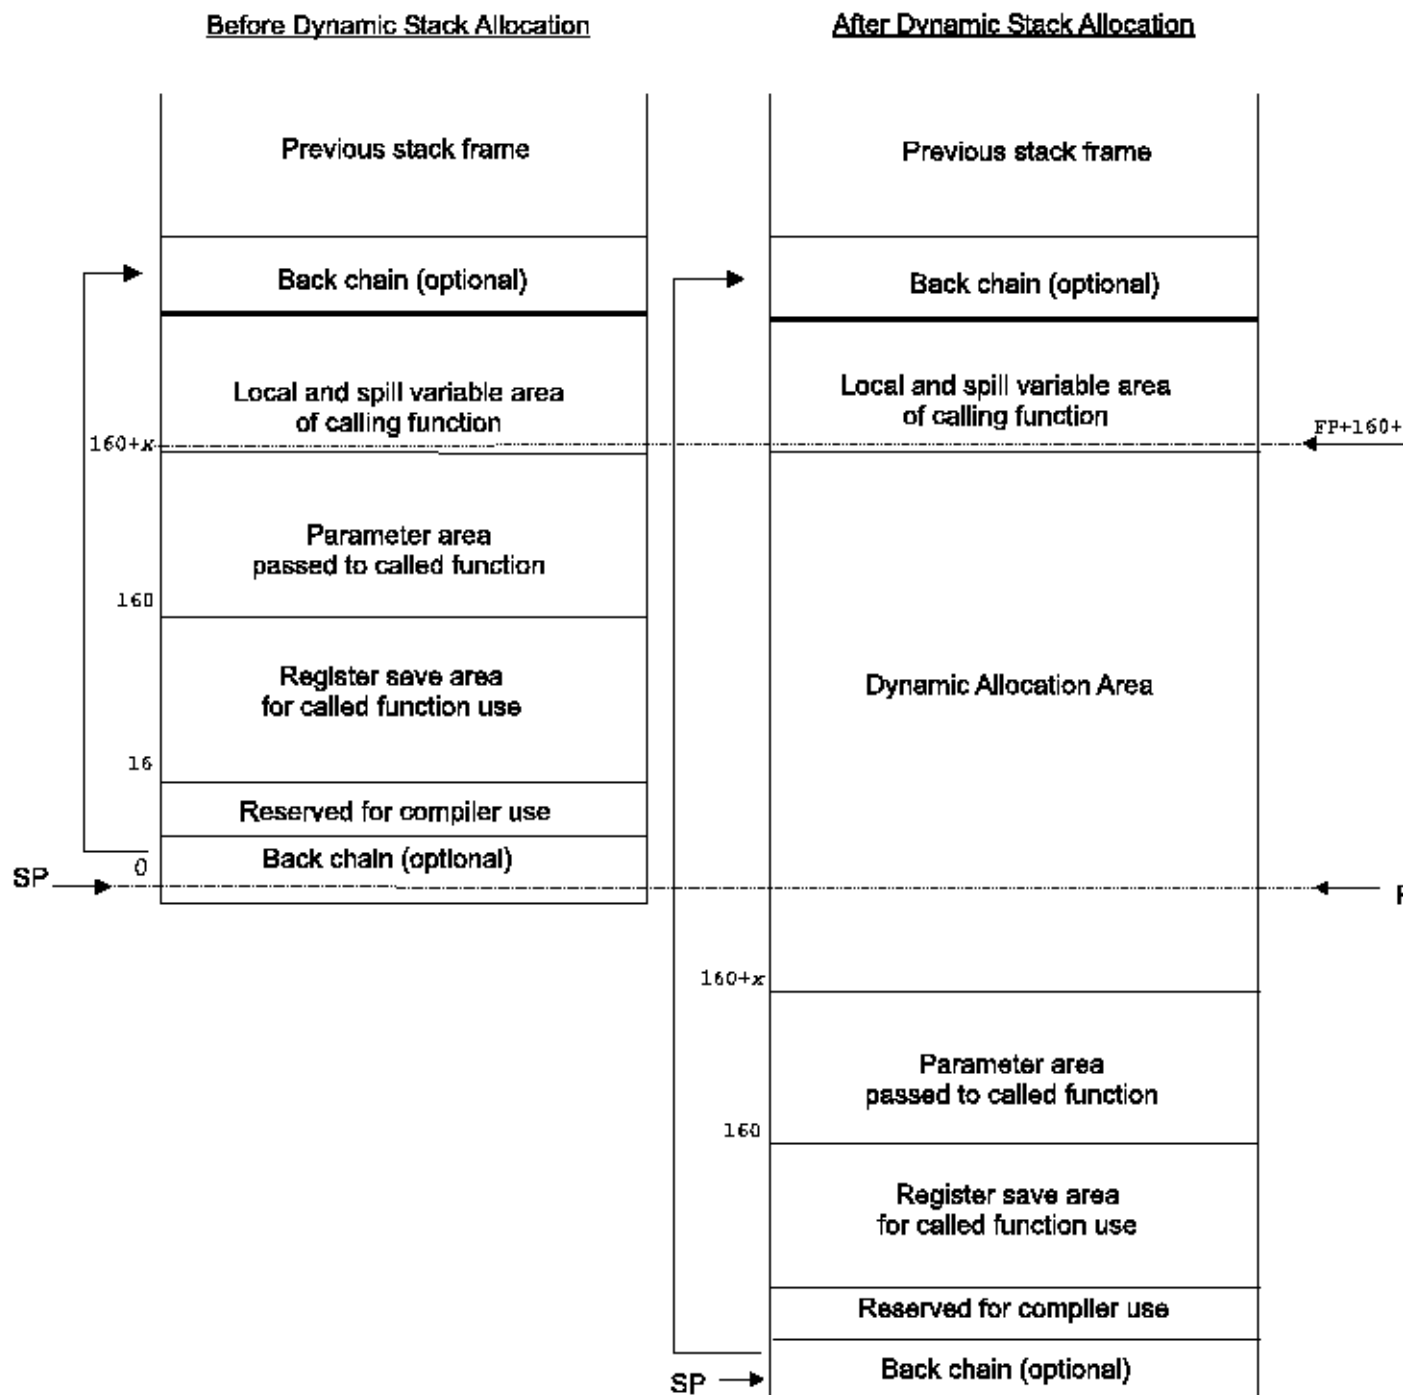 Before Dynamic Stack Allocation
After Dynamic Stack Allocation
Previous stack frame
Previous stack frame
Back chain (optional)
Back chain (optional)
Local and spill variable area
of calling function
Local and spill variable area
of calling function
160+x
FP+160+
Parameter area
passed to called function
160
Register save area
for called function use
Dynamic Allocation Area
16
Reserved for compiler use
0
Back chain (optional)
SP
160+x
Parameter area
passed to called function
160
Register save area
for called function use
Reserved for compiler use
Back chain (optional)
SP